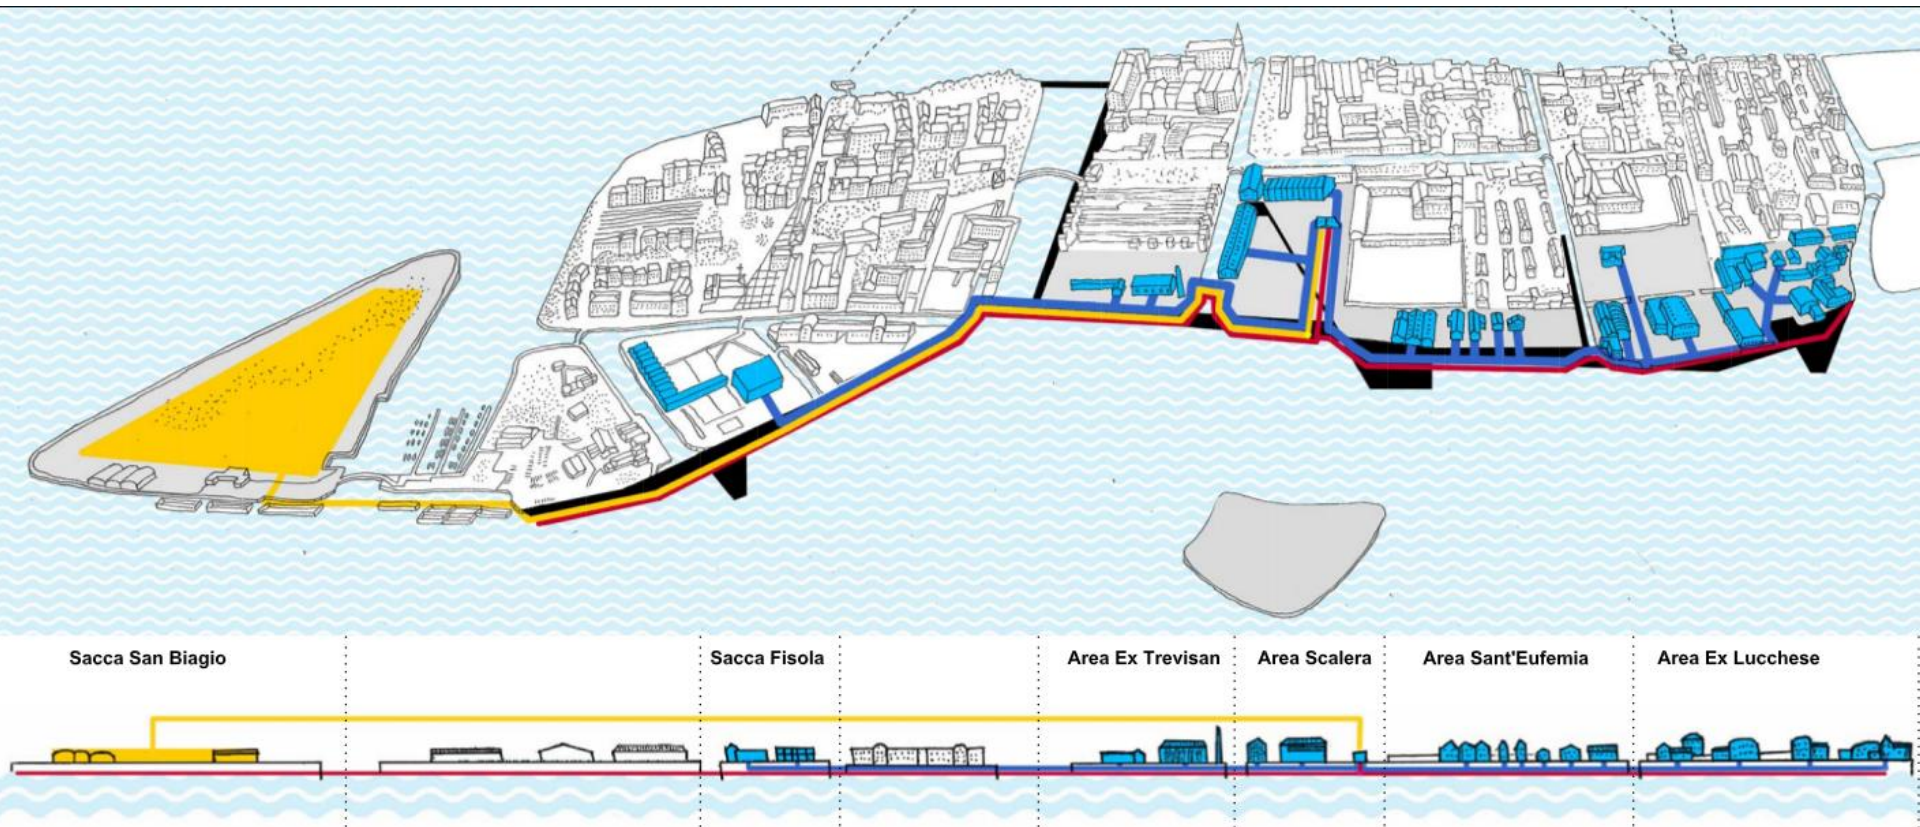 Sacca San Biagio
Sacca Fisola
Area Ex Trevisan
Area Scalera
Area Sant'Eufemia
Area Ex Lucchese